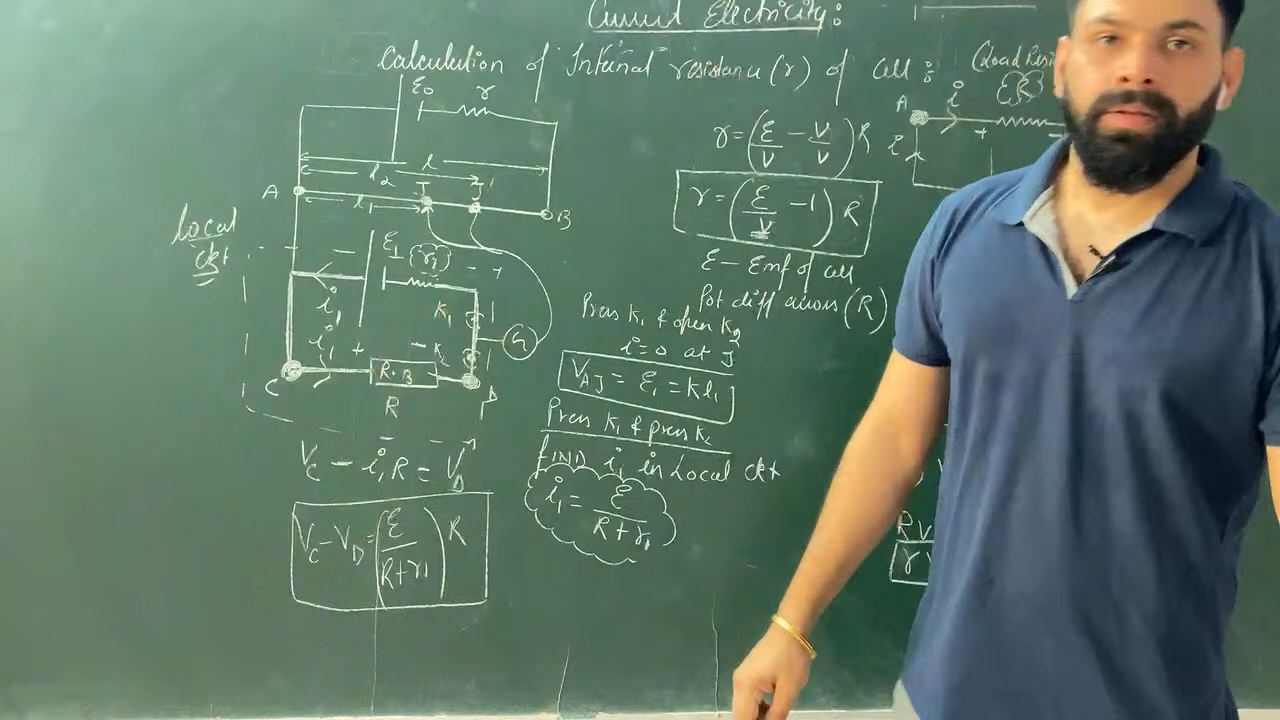 Current Electricity:
Calculation of Internal resistance (r) of cell :
(Load Resi
E₀ r
A i R
+ -
i
l
l₂
A J J' B
l₁
Local
ckt
- E₁ (r₁) - +
i₁ K₁
G
i₁ + - K₂
C R.B D
R
V_C - i₁R = V_D
V_C - V_D = (E/(R+r₁)) R
r = (E/V - V/V) R
r = (E/V - 1) R
E - Emf of cell
Pot diff across (R)
Press K₁ & open K₂
i=0 at J
V_AJ = E₁ = Kl₁
Press K₁ & press K₂
FIND i₁ in Local ckt
i₁ = E/(R + r₁)